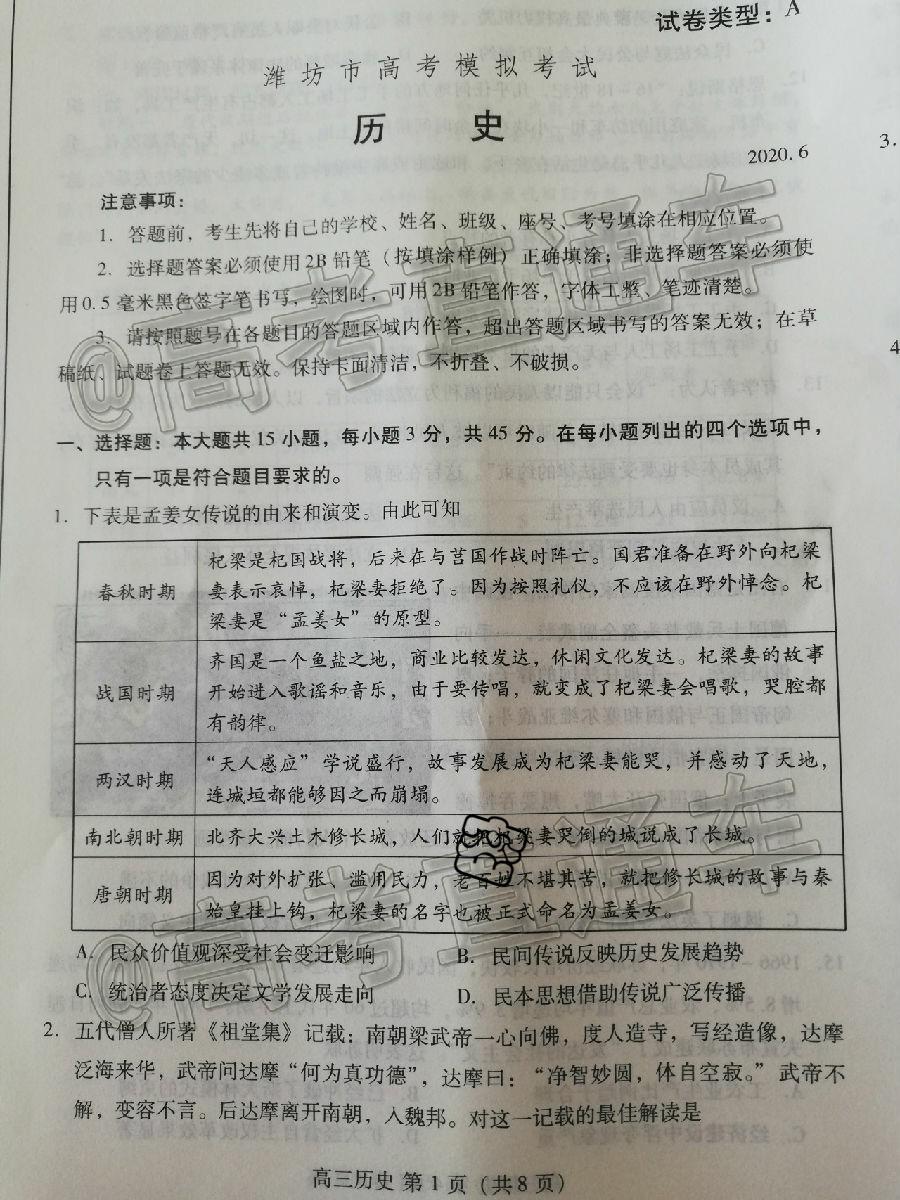 试卷类型：A
潍坊市高考模拟考试
历 史
2020.6
3.
注意事项：
1. 答题前，考生先将自己的学校、姓名、班级、座号、考号填涂在相应位置。
2. 选择题答案必须使用2B铅笔（按填涂样例）正确填涂；非选择题答案必须使
用0.5毫米黑色签字笔书写，绘图时，可用2B铅笔作答，字体工整、笔迹清楚。
3. 请按照题号在各题目的答题区域内作答，超出答题区域书写的答案无效；在草
稿纸、试题卷上答题无效。保持卡面清洁，不折叠、不破损。
4
一、选择题：本大题共15小题，每小题3分，共45分。在每小题列出的四个选项中，
只有一项是符合题目要求的。
1. 下表是孟姜女传说的由来和演变。由此可知
春秋时期
杞梁是杞国战将，后来在与莒国作战时阵亡。国君准备在野外向杞梁
妻表示哀悼，杞梁妻拒绝了。因为按照礼仪，不应该在野外悼念。杞
梁妻是“孟姜女”的原型。
战国时期
齐国是一个鱼盐之地，商业比较发达，休闲文化发达。杞梁妻的故事
开始进入歌谣和音乐，由于要传唱，就变成了杞梁妻会唱歌，哭腔都
有韵律。
两汉时期
“天人感应”学说盛行，故事发展成为杞梁妻能哭，并感动了天地，
连城垣都能够因之而崩塌。
南北朝时期
北齐大兴土木修长城，人们就把杞梁妻哭倒的城说成了长城。
唐朝时期
因为对外扩张、滥用民力，老百姓不堪其苦，就把修长城的故事与秦
始皇挂上钩，杞梁妻的名字也被正式命名为孟姜女。
A. 民众价值观深受社会变迁影响 B. 民间传说反映历史发展趋势
C. 统治者态度决定文学发展走向 D. 民本思想借助传说广泛传播
2. 五代僧人所著《祖堂集》记载：南朝梁武帝一心向佛，度人造寺，写经造像，达摩
泛海来华，武帝问达摩“何为真功德”，达摩曰：“净智妙圆，体自空寂。”武帝不
解，变容不言。后达摩离开南朝，入魏邦。对这一记载的最佳解读是
高三历史 第1页（共8页）
@高考直通车
@高考直通车